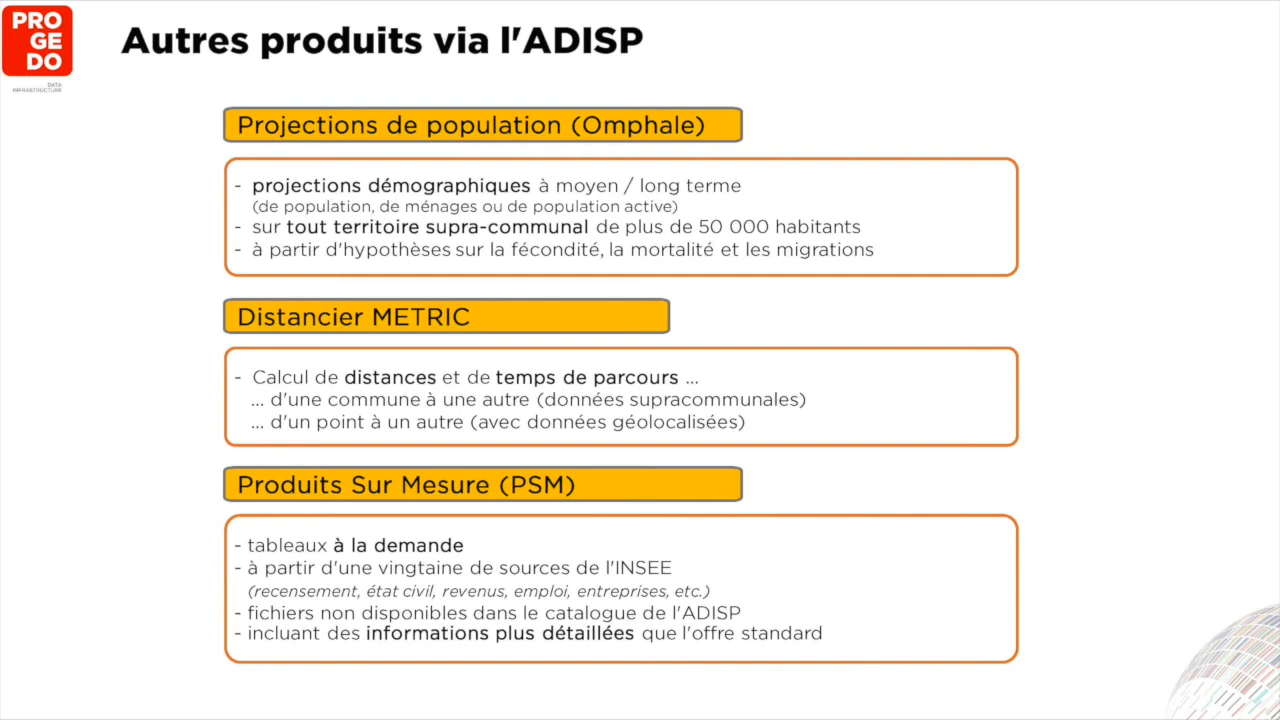 PRO
GE
DO
DATA
INFRASTRUCTURE
Autres produits via l'ADISP
Projections de population (Omphale)
- projections démographiques à moyen / long terme
(de population, de ménages ou de population active)
- sur tout territoire supra-communal de plus de 50 000 habitants
- à partir d'hypothèses sur la fécondité, la mortalité et les migrations
Distancier METRIC
- Calcul de distances et de temps de parcours ...
... d'une commune à une autre (données supracommunales)
... d'un point à un autre (avec données géolocalisées)
Produits Sur Mesure (PSM)
- tableaux à la demande
- à partir d'une vingtaine de sources de l'INSEE
(recensement, état civil, revenus, emploi, entreprises, etc.)
- fichiers non disponibles dans le catalogue de l'ADISP
- incluant des informations plus détaillées que l'offre standard